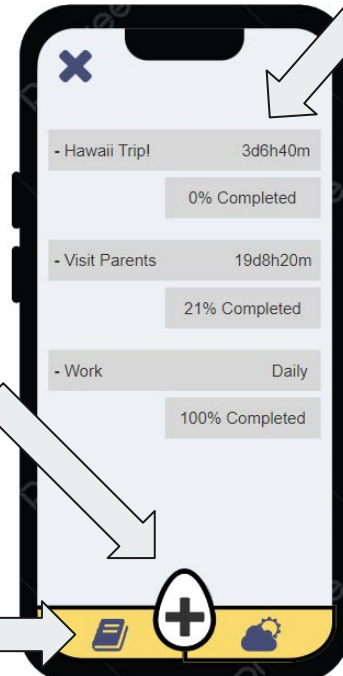 - Hawaii Trip! 3d6h40m
0% Completed
- Visit Parents 19d8h20m
21% Completed
- Work Daily
100% Completed